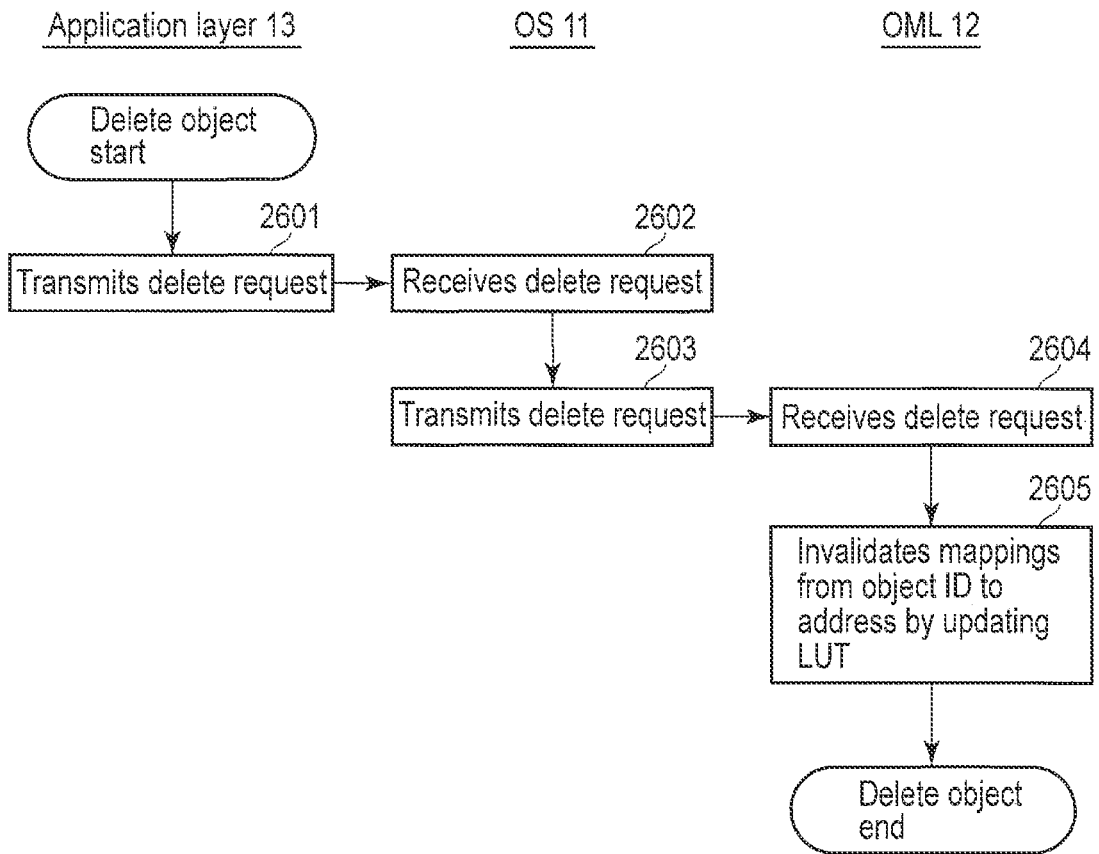 Application layer 13
OS 11
OML 12
Delete object
start
2601
2602
Transmits delete request
Receives delete request
2603
2604
Transmits delete request
Receives delete request
2605
Invalidates mappings
from object ID to
address by updating
LUT
Delete object
end